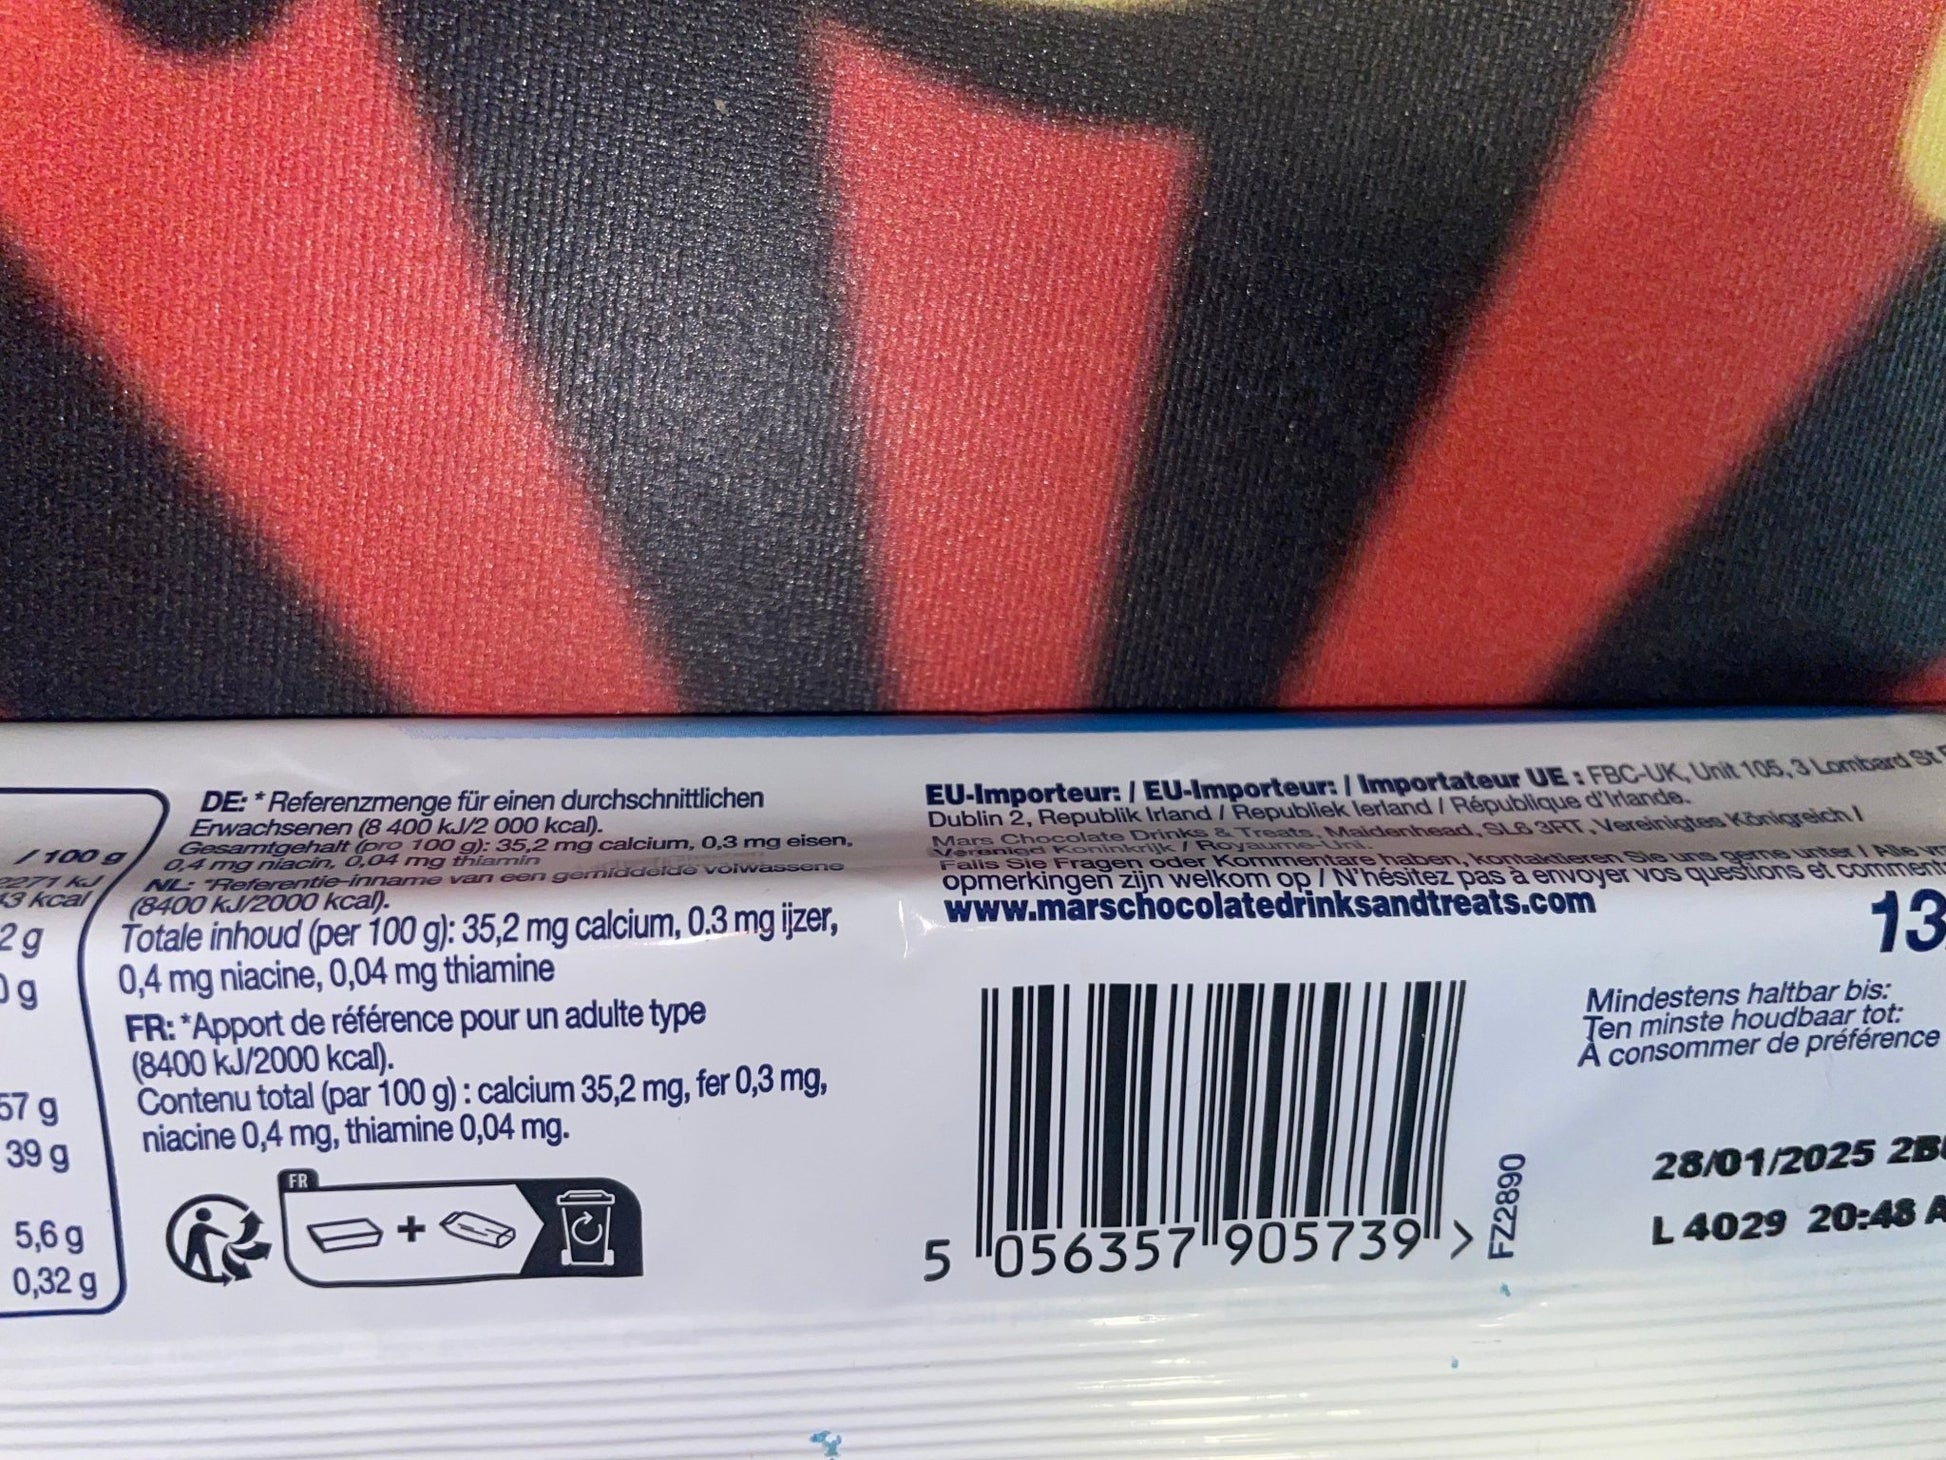 / 100 g
2271 kJ
3 kcal
2 g
0 g
57 g
39 g
5,6 g
0,32 g
DE: * Referenzmenge für einen durchschnittlichen
Erwachsenen (8 400 kJ/2 000 kcal).
Gesamtgehalt (pro 100 g): 35,2 mg calcium, 0,3 mg eisen,
0,4 mg niacin, 0,04 mg thiamin
NL: *Referentie-inname van een gemiddelde volwassene
(8400 kJ/2000 kcal).
Totale inhoud (per 100 g): 35,2 mg calcium, 0.3 mg ijzer,
0,4 mg niacine, 0,04 mg thiamine
FR: *Apport de référence pour un adulte type
(8400 kJ/2000 kcal).
Contenu total (par 100 g) : calcium 35,2 mg, fer 0,3 mg,
niacine 0,4 mg, thiamine 0,04 mg.
FR
EU-Importeur: / EU-Importeur: / Importateur UE : FBC-UK, Unit 105, 3 Lombard St
Dublin 2, Republik Irland / Republiek Ierland / République d'Irlande.
Mars Chocolate Drinks & Treats, Maidenhead, SL6 3RT, Vereinigtes Königreich /
Verenigd Koninkrijk / Royaume-Uni.
Falls Sie Fragen oder Kommentare haben, kontaktieren Sie uns gerne unter / Alle
opmerkingen zijn welkom op / N'hésitez pas à envoyer vos questions et comment
www.marschocolatedrinksandtreats.com
13
Mindestens haltbar bis:
Ten minste houdbaar tot:
À consommer de préférence
28/01/2025 2B
L 4029 20:48 A
5 056357 905739 >
FZ2890